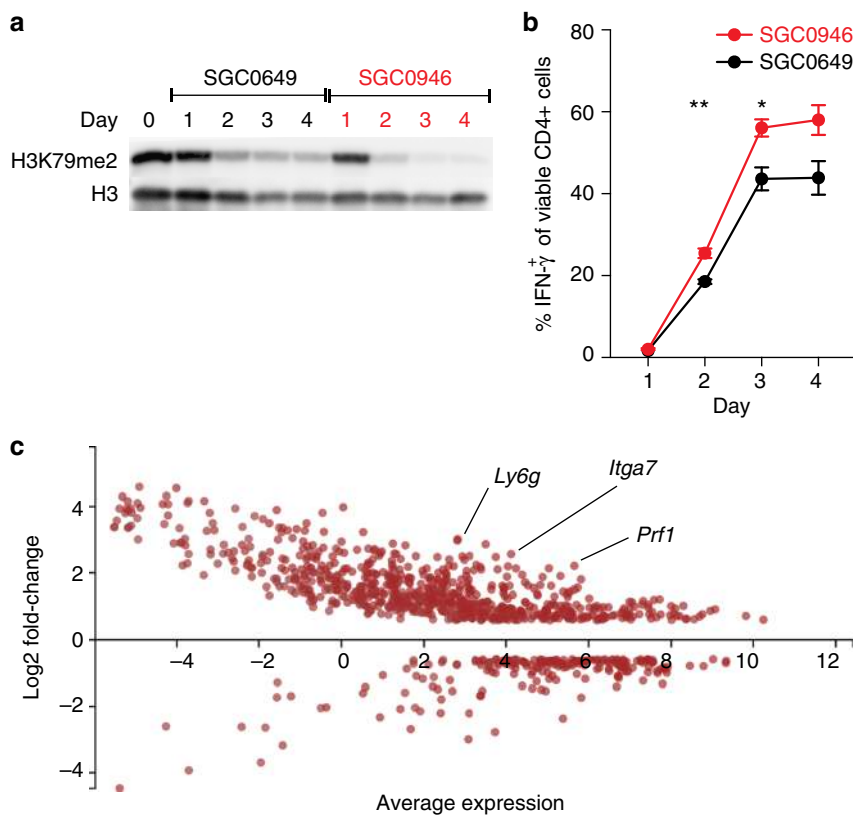 a
SGC0649 SGC0946
Day 0 1 2 3 4 1 2 3 4
H3K79me2
H3
b
SGC0946
SGC0649
80
60
40
20
0
% IFN-γ+ of viable CD4+ cells
** *
1 2 3 4
Day
c
Ly6g
Itga7
Prf1
4
2
0
−2
−4
Log2 fold-change
−4 −2 0 2 4 6 8 10 12
Average expression